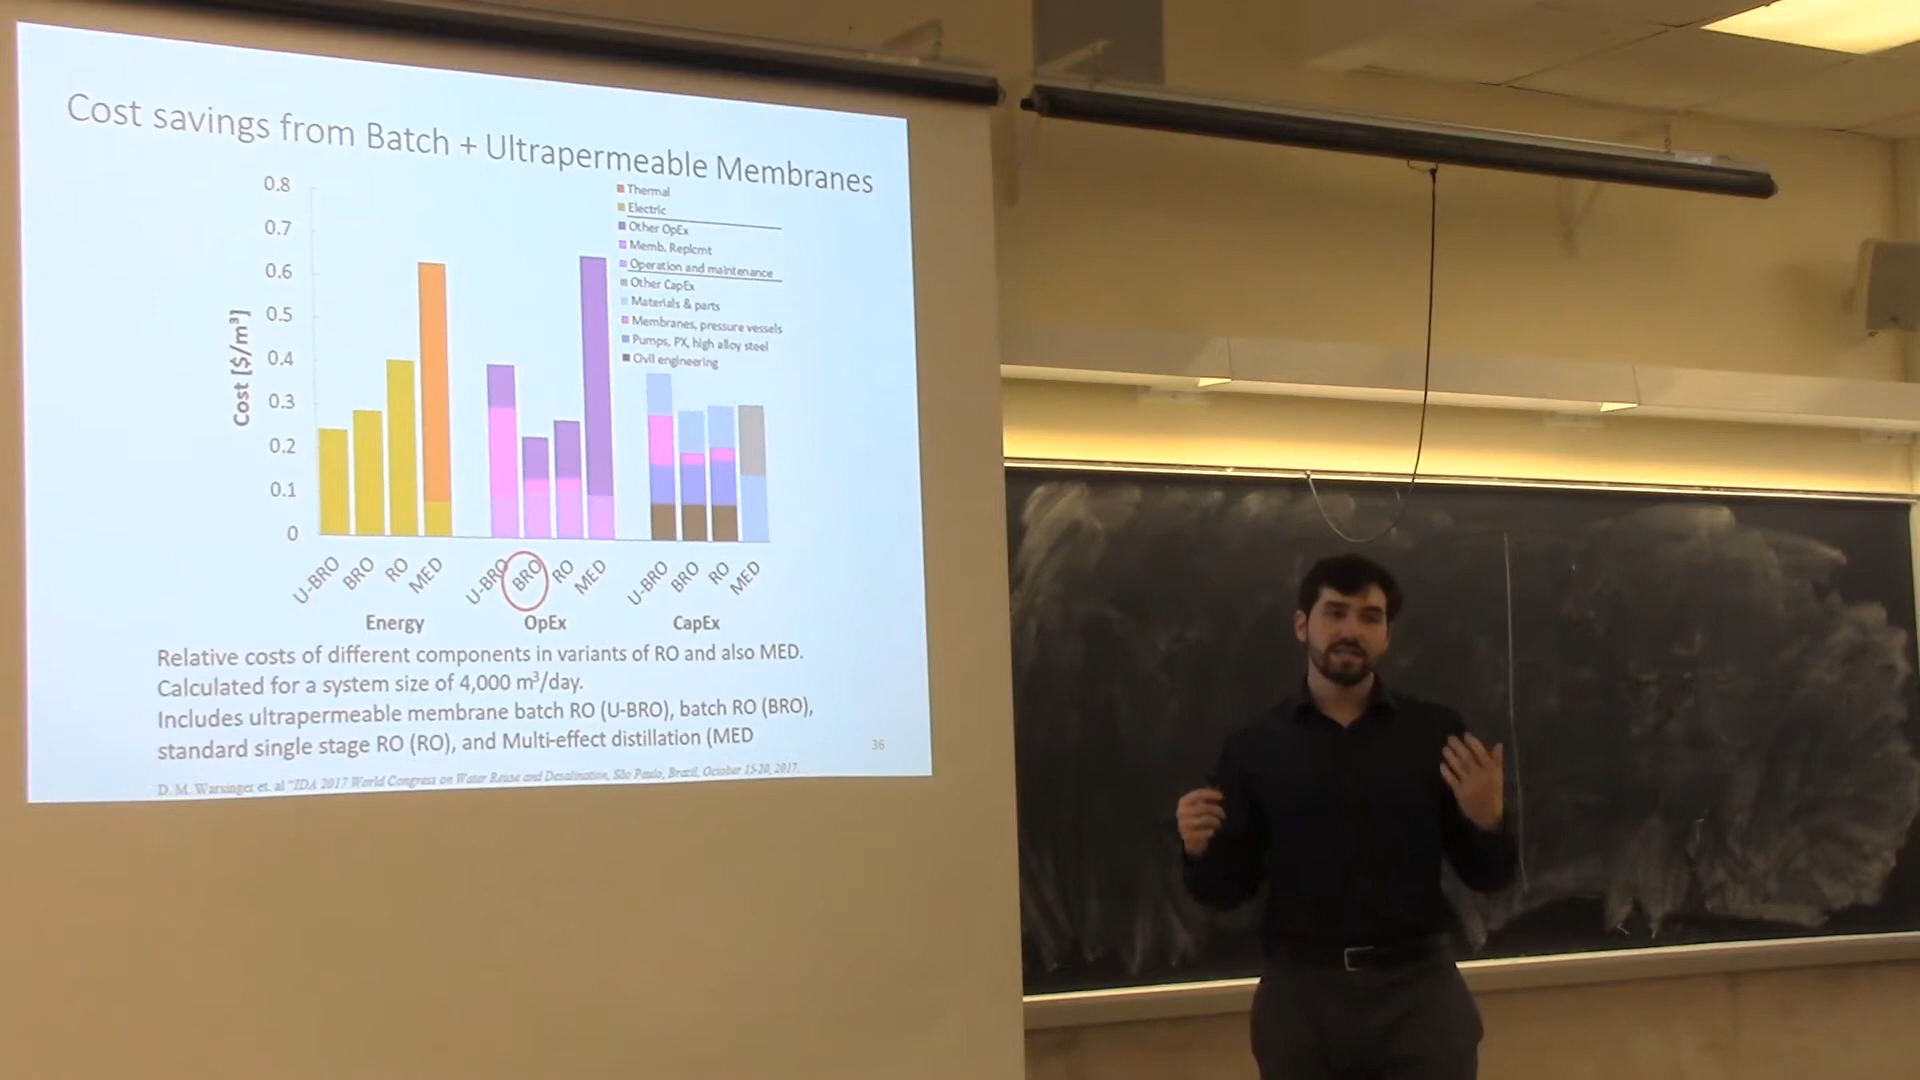 Cost savings from Batch + Ultrapermeable Membranes
0.8
0.7
0.6
0.5
0.4
0.3
0.2
0.1
0
Cost [$/m³]
Thermal
Electric
Other OpEx
Memb. Replcmt
Operation and maintenance
Other CapEx
Materials & parts
Membranes, pressure vessels
Pumps, PX, high alloy steel
Civil engineering
U-BRO BRO RO MED U-BRO BRO RO MED U-BRO BRO RO MED
Energy OpEx CapEx
Relative costs of different components in variants of RO and also MED.
Calculated for a system size of 4,000 m³/day.
Includes ultrapermeable membrane batch RO (U-BRO), batch RO (BRO),
standard single stage RO (RO), and Multi-effect distillation (MED
36
D. M. Warsinger et. al "IDA 2017 World Congress on Water Reuse and Desalination, São Paulo, Brazil, October 15-20, 2017.